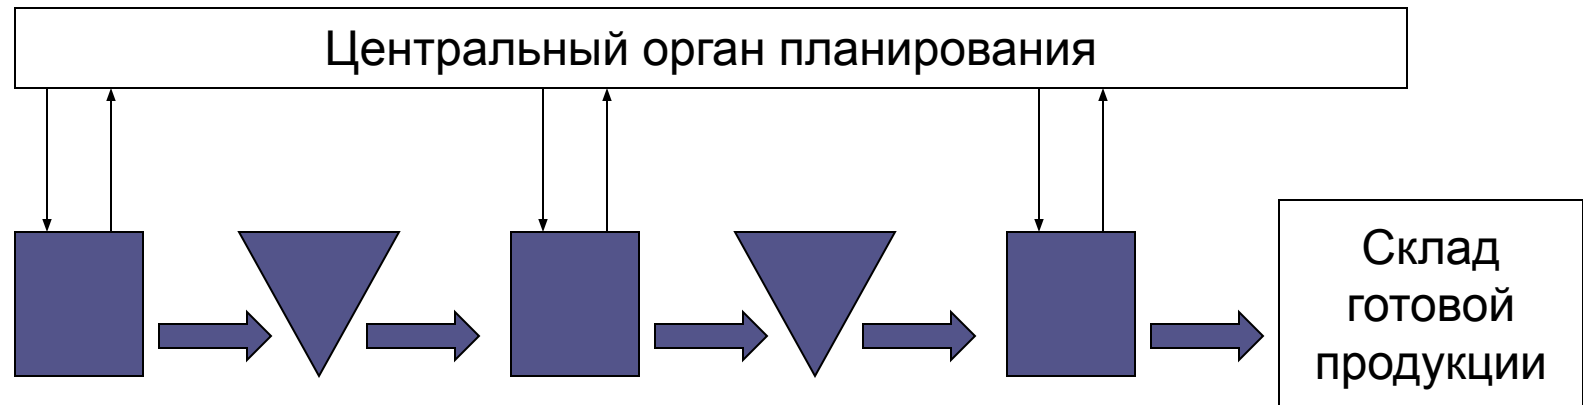 Центральный орган планирования
Склад
готовой
продукции